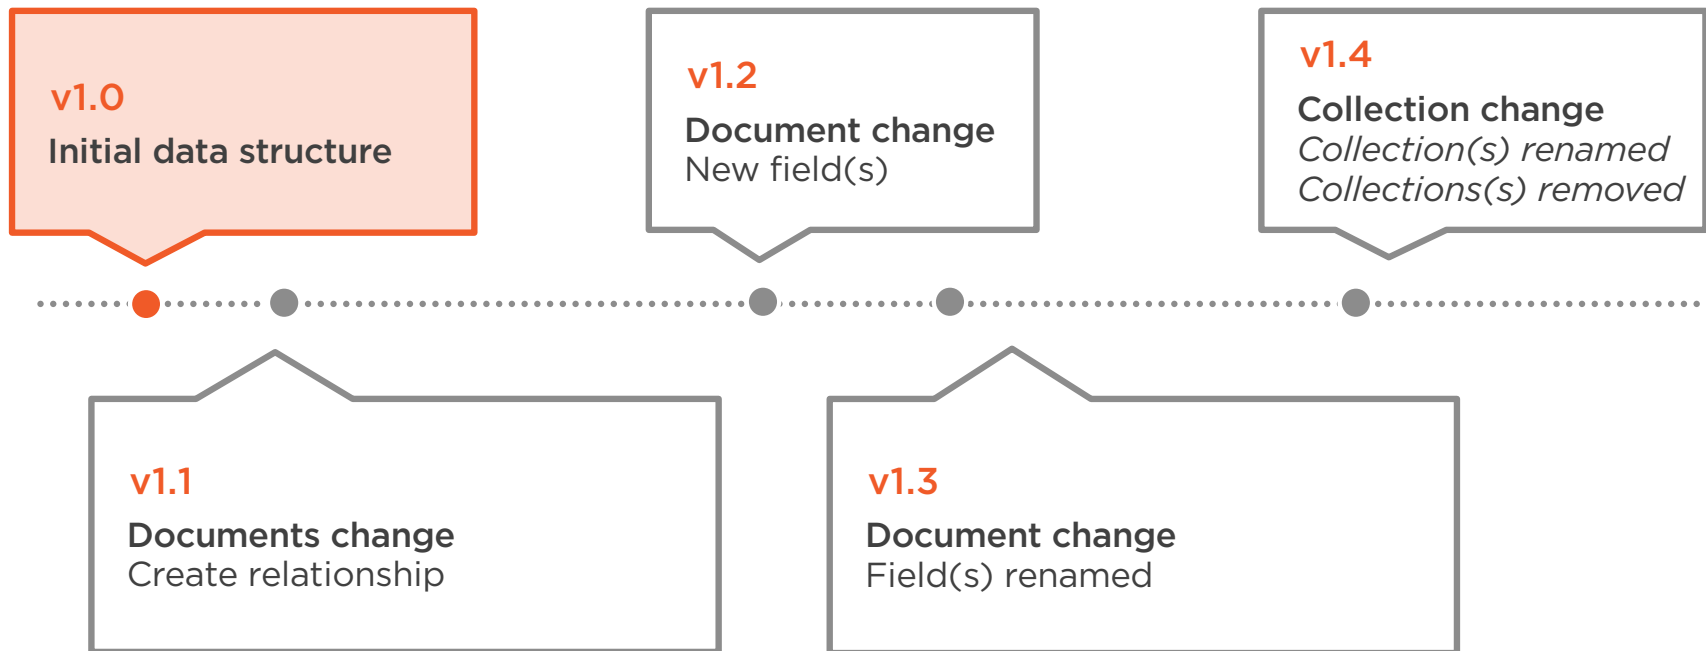 v1.0
Initial data structure
v1.2
Document change
New field(s)
v1.4
Collection change
Collection(s) renamed
Collections(s) removed
v1.1
Documents change
Create relationship
v1.3
Document change
Field(s) renamed